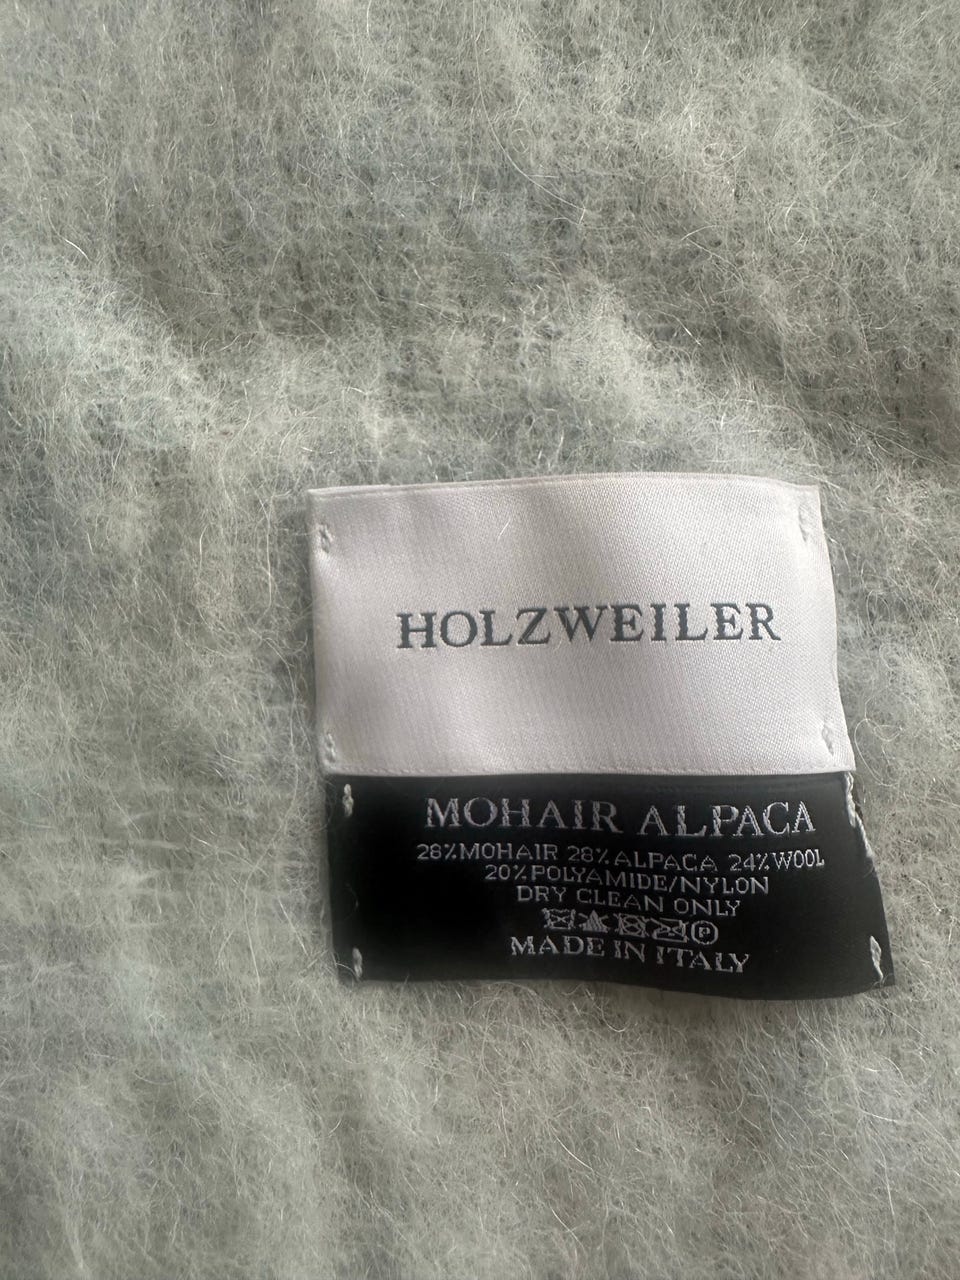 HOLZWEILER
MOHAIR ALPACA
28%MOHAIR 28%ALPACA 24%WOOL
20%POLYAMIDE/NYLON
DRY CLEAN ONLY
P
MADE IN ITALY